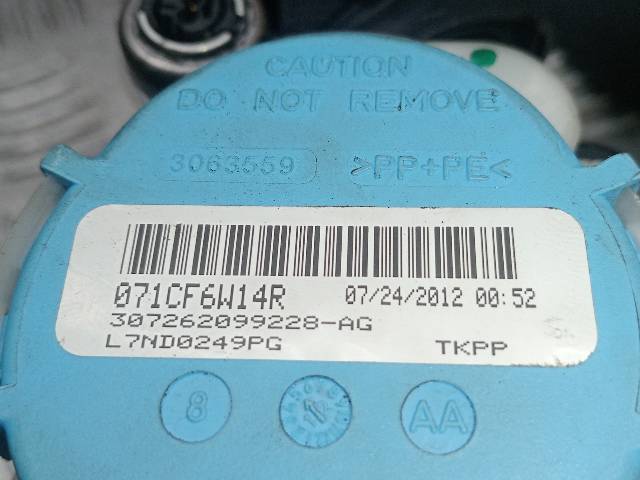 CAUTION
DO NOT REMOVE
3063559 >PP+PE<
071CF6W14R 07/24/2012 00:52
307262099228-AG
L7ND0249PG TKPP
8 AA